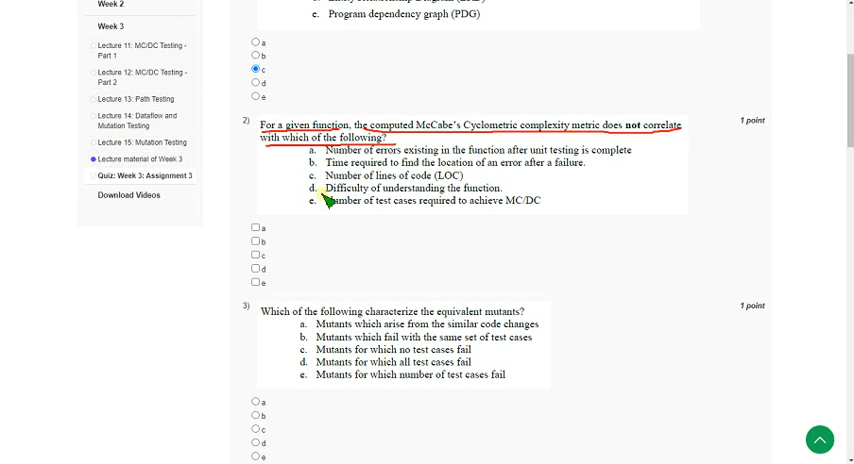 Week 2
Week 3
Lecture 11: MC/DC Testing -
Part 1
Lecture 12: MC/DC Testing -
Part 2
Lecture 13: Path Testing
Lecture 14: Dataflow and
Mutation Testing
Lecture 15: Mutation Testing
Lecture material of Week 3
Quiz: Week 3: Assignment 3
Download Videos
e. Program dependency graph (PDG)
a
b
c
d
e
2) For a given function, the computed McCabe's Cyclometric complexity metric does not correlate 1 point
with which of the following?
a. Number of errors existing in the function after unit testing is complete
b. Time required to find the location of an error after a failure.
c. Number of lines of code (LOC)
d. Difficulty of understanding the function.
e. Number of test cases required to achieve MC/DC
a
b
c
d
e
3) Which of the following characterize the equivalent mutants? 1 point
a. Mutants which arise from the similar code changes
b. Mutants which fail with the same set of test cases
c. Mutants for which no test cases fail
d. Mutants for which all test cases fail
e. Mutants for which number of test cases fail
a
b
c
d
e